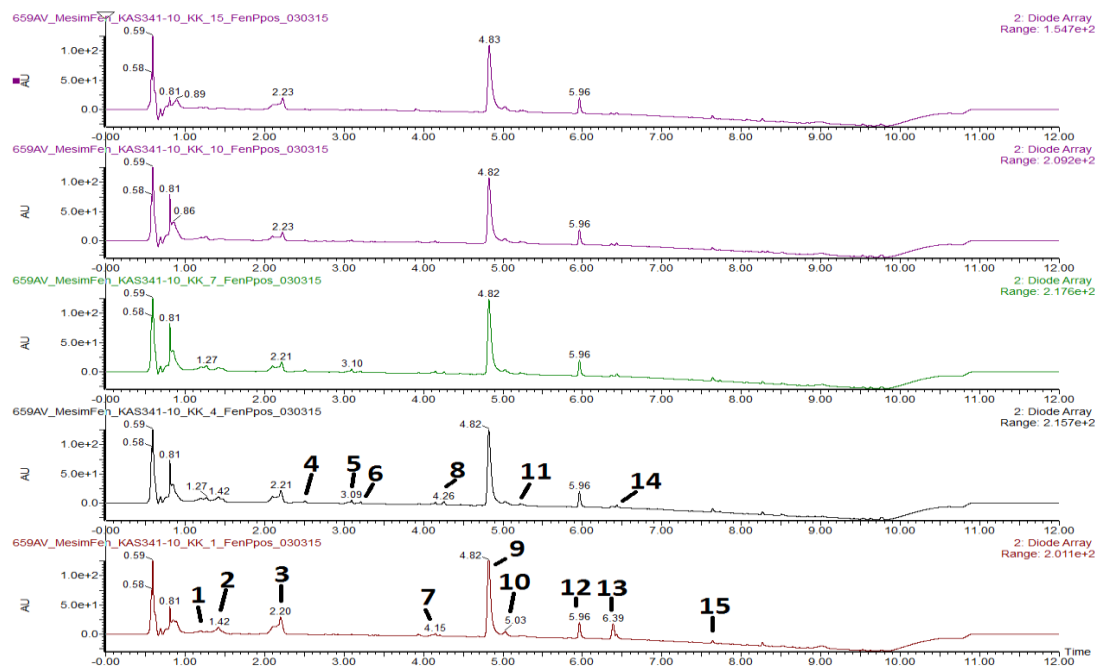 659AV_MesimFen_KAS341-10_KK_15_FenPpos_030315
2: Diode Array
Range: 1.547e+2
0.59
0.58
0.81
0.89
2.23
4.83
5.96
1.0e+2
5.0e+1
0.0
AU
-0.00 1.00 2.00 3.00 4.00 5.00 6.00 7.00 8.00 9.00 10.00 11.00 12.00
659AV_MesimFen_KAS341-10_KK_10_FenPpos_030315
2: Diode Array
Range: 2.092e+2
0.59
0.58
0.81
0.86
2.23
4.82
5.96
1.0e+2
5.0e+1
0.0
AU
-0.00 1.00 2.00 3.00 4.00 5.00 6.00 7.00 8.00 9.00 10.00 11.00 12.00
659AV_MesimFen_KAS341-10_KK_7_FenPpos_030315
2: Diode Array
Range: 2.176e+2
0.59
0.58
0.81
1.27
2.21
3.10
4.82
5.96
1.0e+2
5.0e+1
0.0
AU
-0.00 1.00 2.00 3.00 4.00 5.00 6.00 7.00 8.00 9.00 10.00 11.00 12.00
659AV_MesimFen_KAS341-10_KK_4_FenPpos_030315
2: Diode Array
Range: 2.157e+2
0.59
0.58
0.81
1.27
1.42
2.21
4
5
3.09
6
8
4.26
4.82
11
5.96
14
1.0e+2
5.0e+1
0.0
AU
-0.00 1.00 2.00 3.00 4.00 5.00 6.00 7.00 8.00 9.00 10.00 11.00 12.00
659AV_MesimFen_KAS341-10_KK_1_FenPpos_030315
2: Diode Array
Range: 2.011e+2
0.59
0.58
0.81
1
2
1.42
3
2.20
7
4.15
4.82
9
10
5.03
12
5.96
13
6.39
15
1.0e+2
5.0e+1
0.0
AU
Time
-0.00 1.00 2.00 3.00 4.00 5.00 6.00 7.00 8.00 9.00 10.00 11.00 12.00